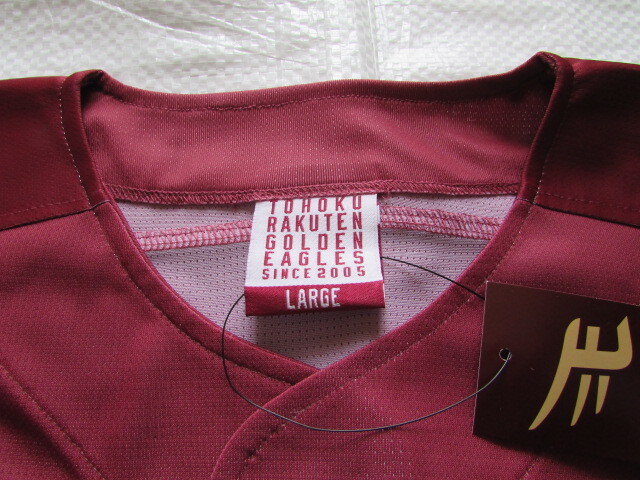 TOHOKU
RAKUTEN
GOLDEN
EAGLES
SINCE 2005
LARGE